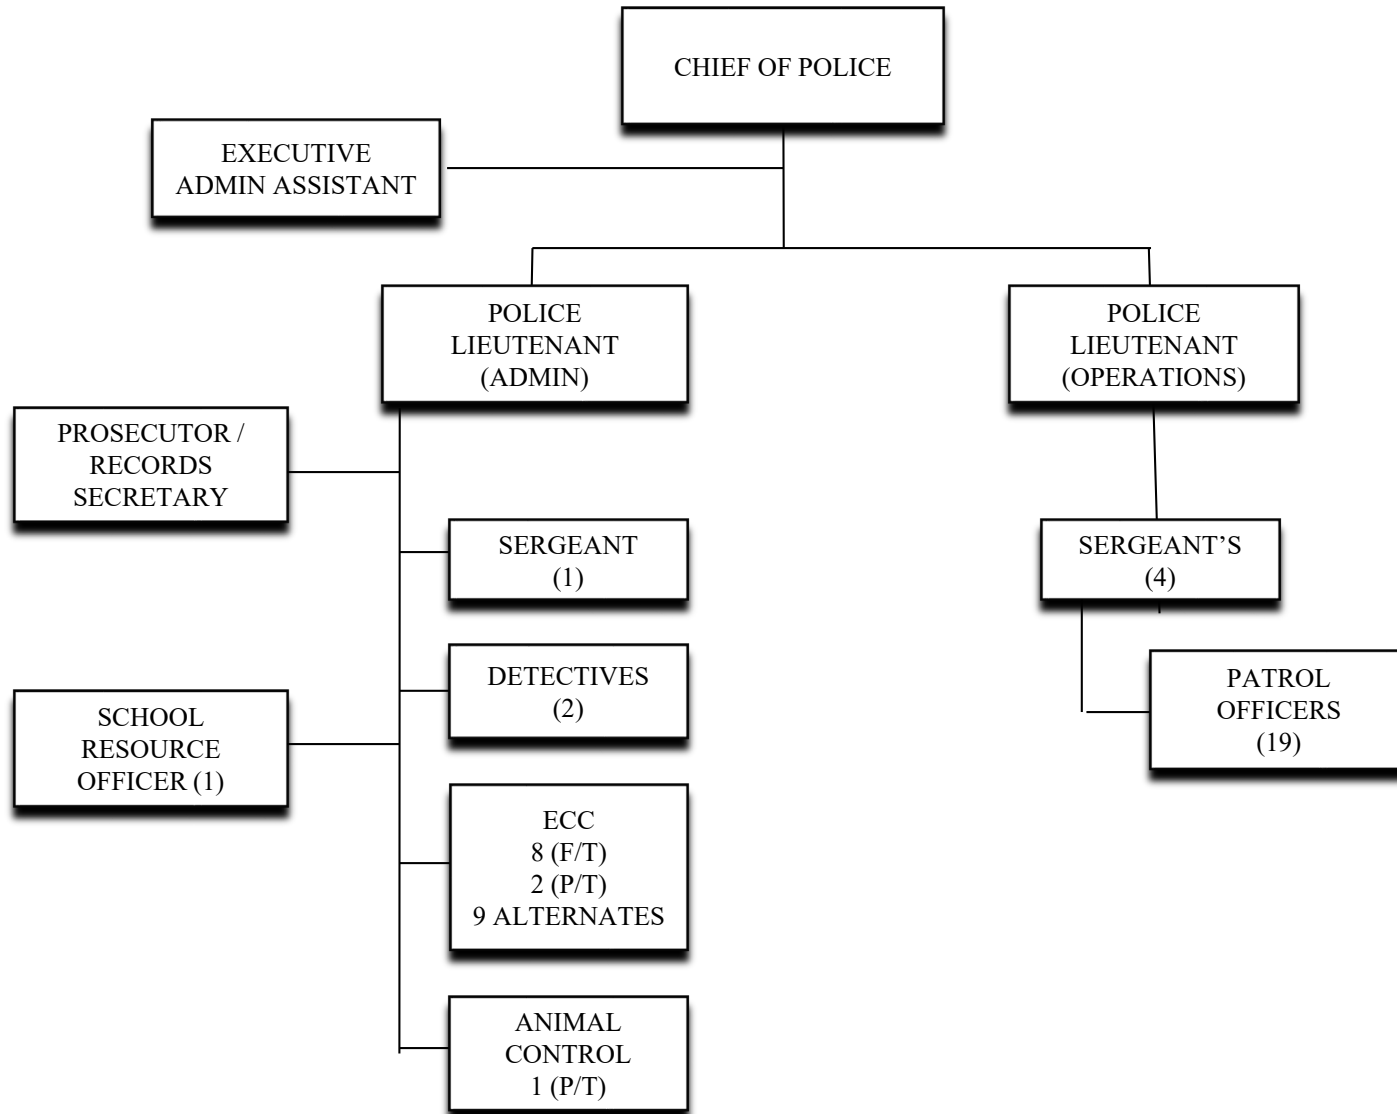 CHIEF OF POLICE
EXECUTIVE
ADMIN ASSISTANT
POLICE
LIEUTENANT
(ADMIN)
POLICE
LIEUTENANT
(OPERATIONS)
PROSECUTOR /
RECORDS
SECRETARY
SERGEANT
(1)
SERGEANT’S
(4)
DETECTIVES
(2)
PATROL
OFFICERS
(19)
SCHOOL
RESOURCE
OFFICER (1)
ECC
8 (F/T)
2 (P/T)
9 ALTERNATES
ANIMAL
CONTROL
1 (P/T)